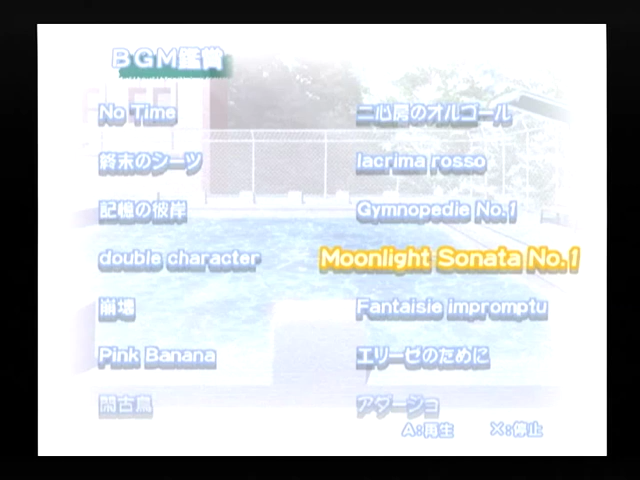 BGM鑑賞
No Time
終末のシーツ
記憶の彼岸
double character
崩壊
Pink Banana
閑古鳥
二心房のオルゴール
lacrima rosso
Gymnopedie No.1
Moonlight Sonata No.1
Fantaisie impromptu
エリーゼのために
アダージョ
A:再生 X:停止